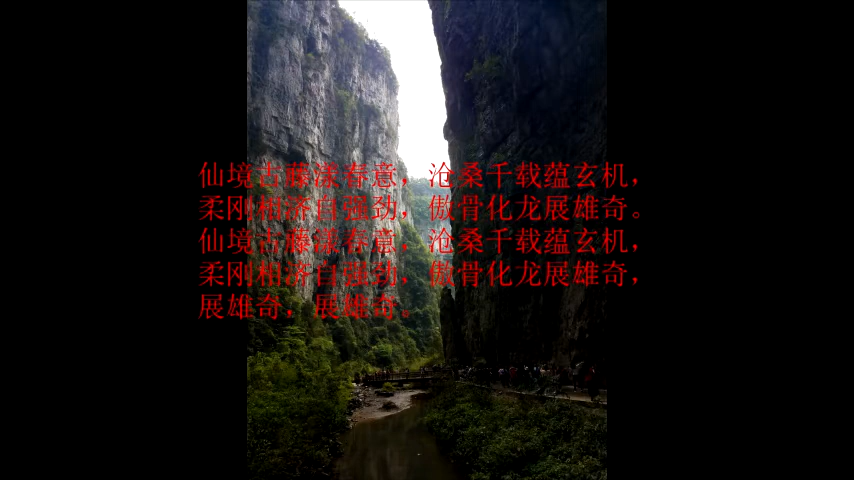 仙境古藤漾春意，沧桑千载蕴玄机，
柔刚相济自强劲，傲骨化龙展雄奇。
仙境古藤漾春意，沧桑千载蕴玄机，
柔刚相济自强劲，傲骨化龙展雄奇，
展雄奇，展雄奇。